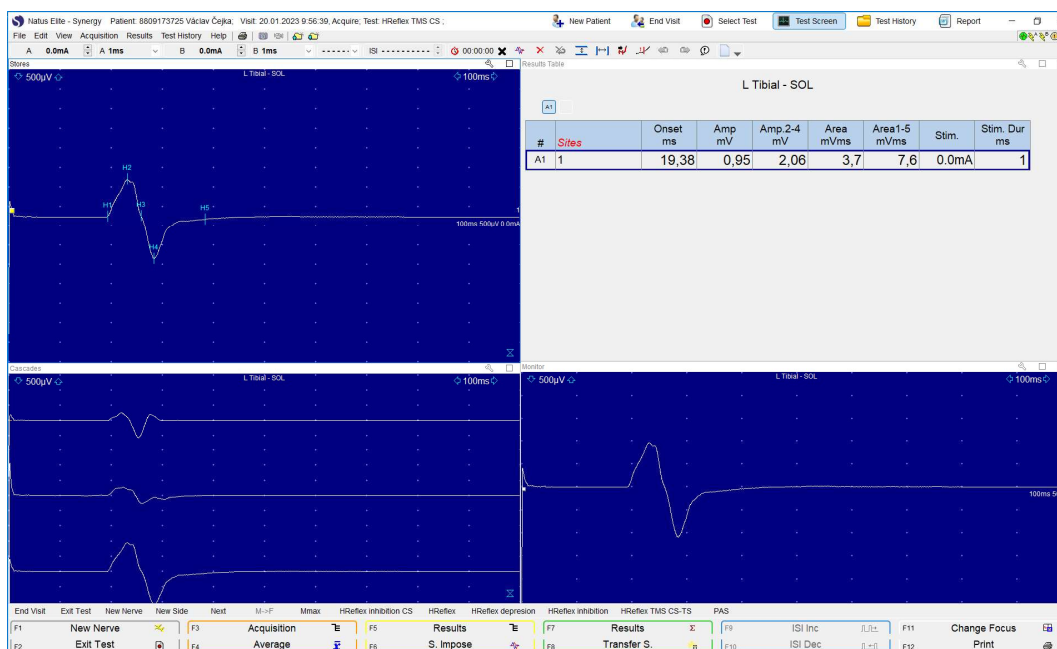 Natus Elite - Synergy Patient: 8809173725 Václav Čejka; Visit: 20.01.2023 9:56:39, Acquire; Test: HReflex TMS CS ;
New Patient End Visit Select Test Test Screen Test History Report
File Edit View Acquisition Results Test History Help
A 0.0mA A 1ms B 0.0mA B 1ms ISI 00:00:00
Stores
500µV L Tibial - SOL 100ms
H2
H1 H3 H5
H4
1
100ms 500µV 0.0mA
Results Table
L Tibial - SOL
A1
# Sites Onset ms Amp mV Amp.2-4 mV Area mVms Area1-5 mVms Stim. Stim. Dur ms
A1 1 19,38 0,95 2,06 3,7 7,6 0.0mA 1
Cascades
500µV L Tibial - SOL 100ms
Monitor
500µV L Tibial - SOL 100ms
100ms 50
End Visit Exit Test New Nerve New Side Next M->F Mmax HReflex inhibition CS HReflex HReflex depresion HReflex inhibition HReflex TMS CS-TS PAS
F1 New Nerve F3 Acquisition F5 Results F7 Results Σ F9 ISI Inc F11 Change Focus
F2 Exit Test F4 Average F6 S. Impose F8 Transfer S. F10 ISI Dec F12 Print